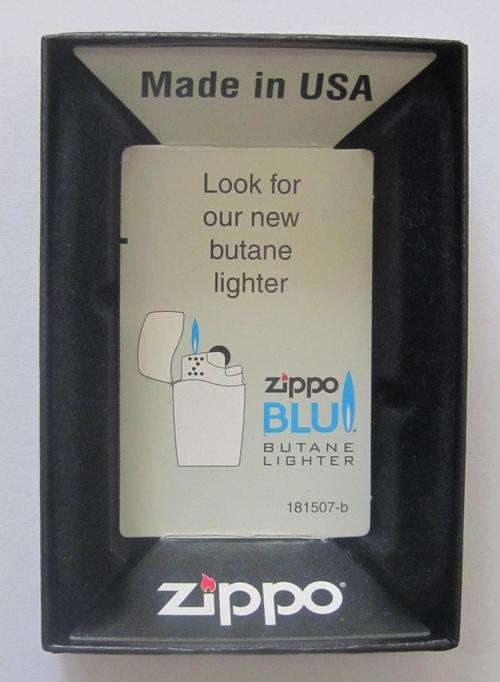 Made in USA
Look for
our new
butane
lighter
zippo
BLU
BUTANE
LIGHTER
181507-b
zippo®